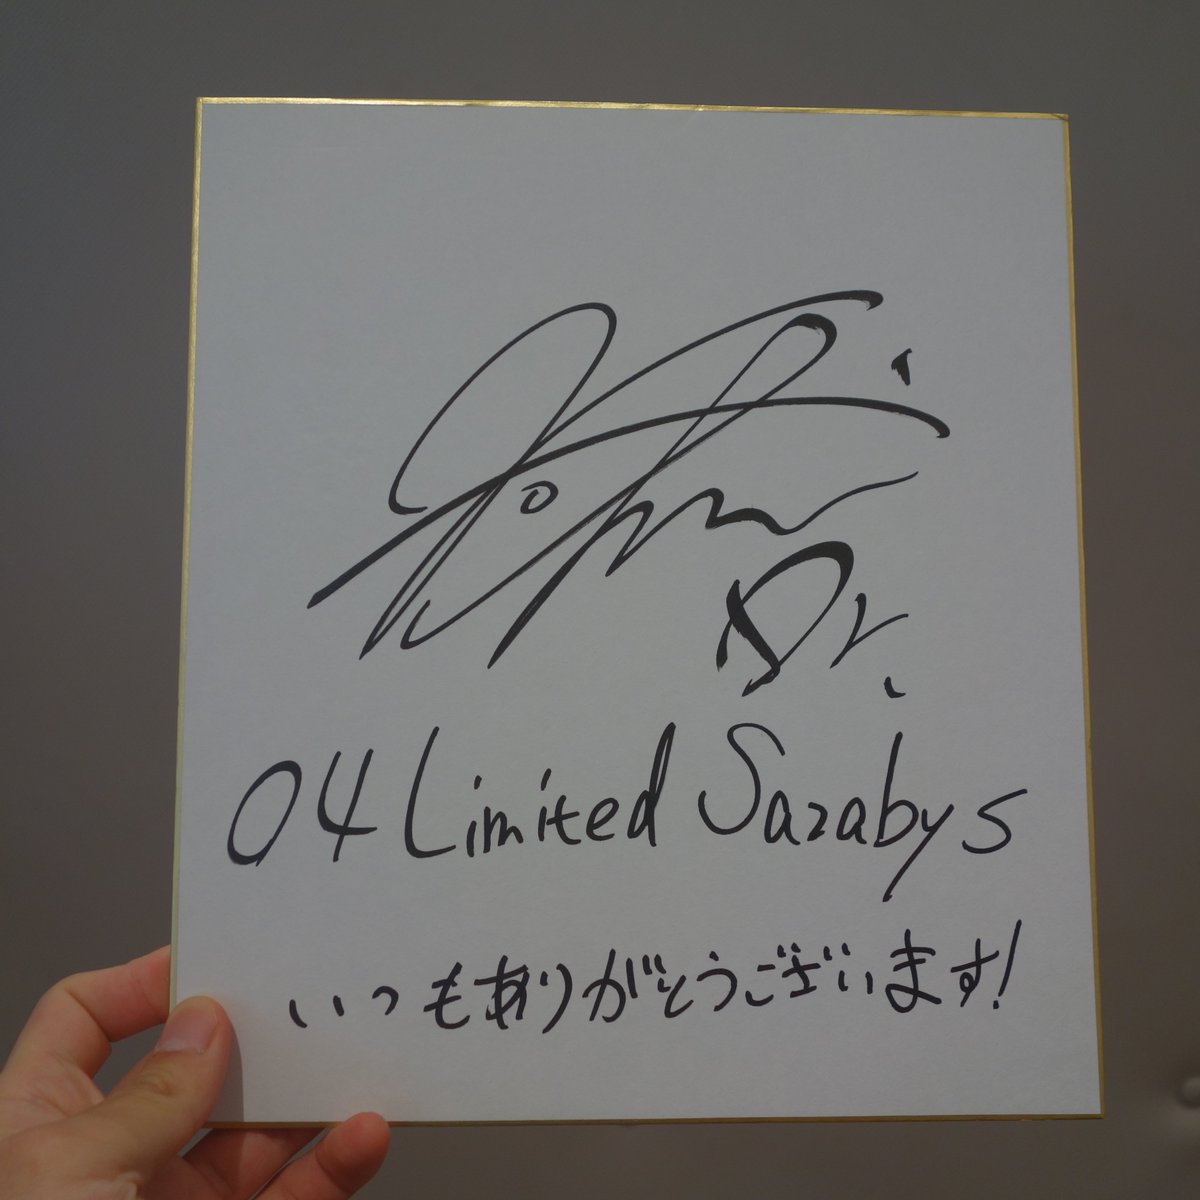 Dr.
04 Limited Sazabys
いつもありがとうございます!